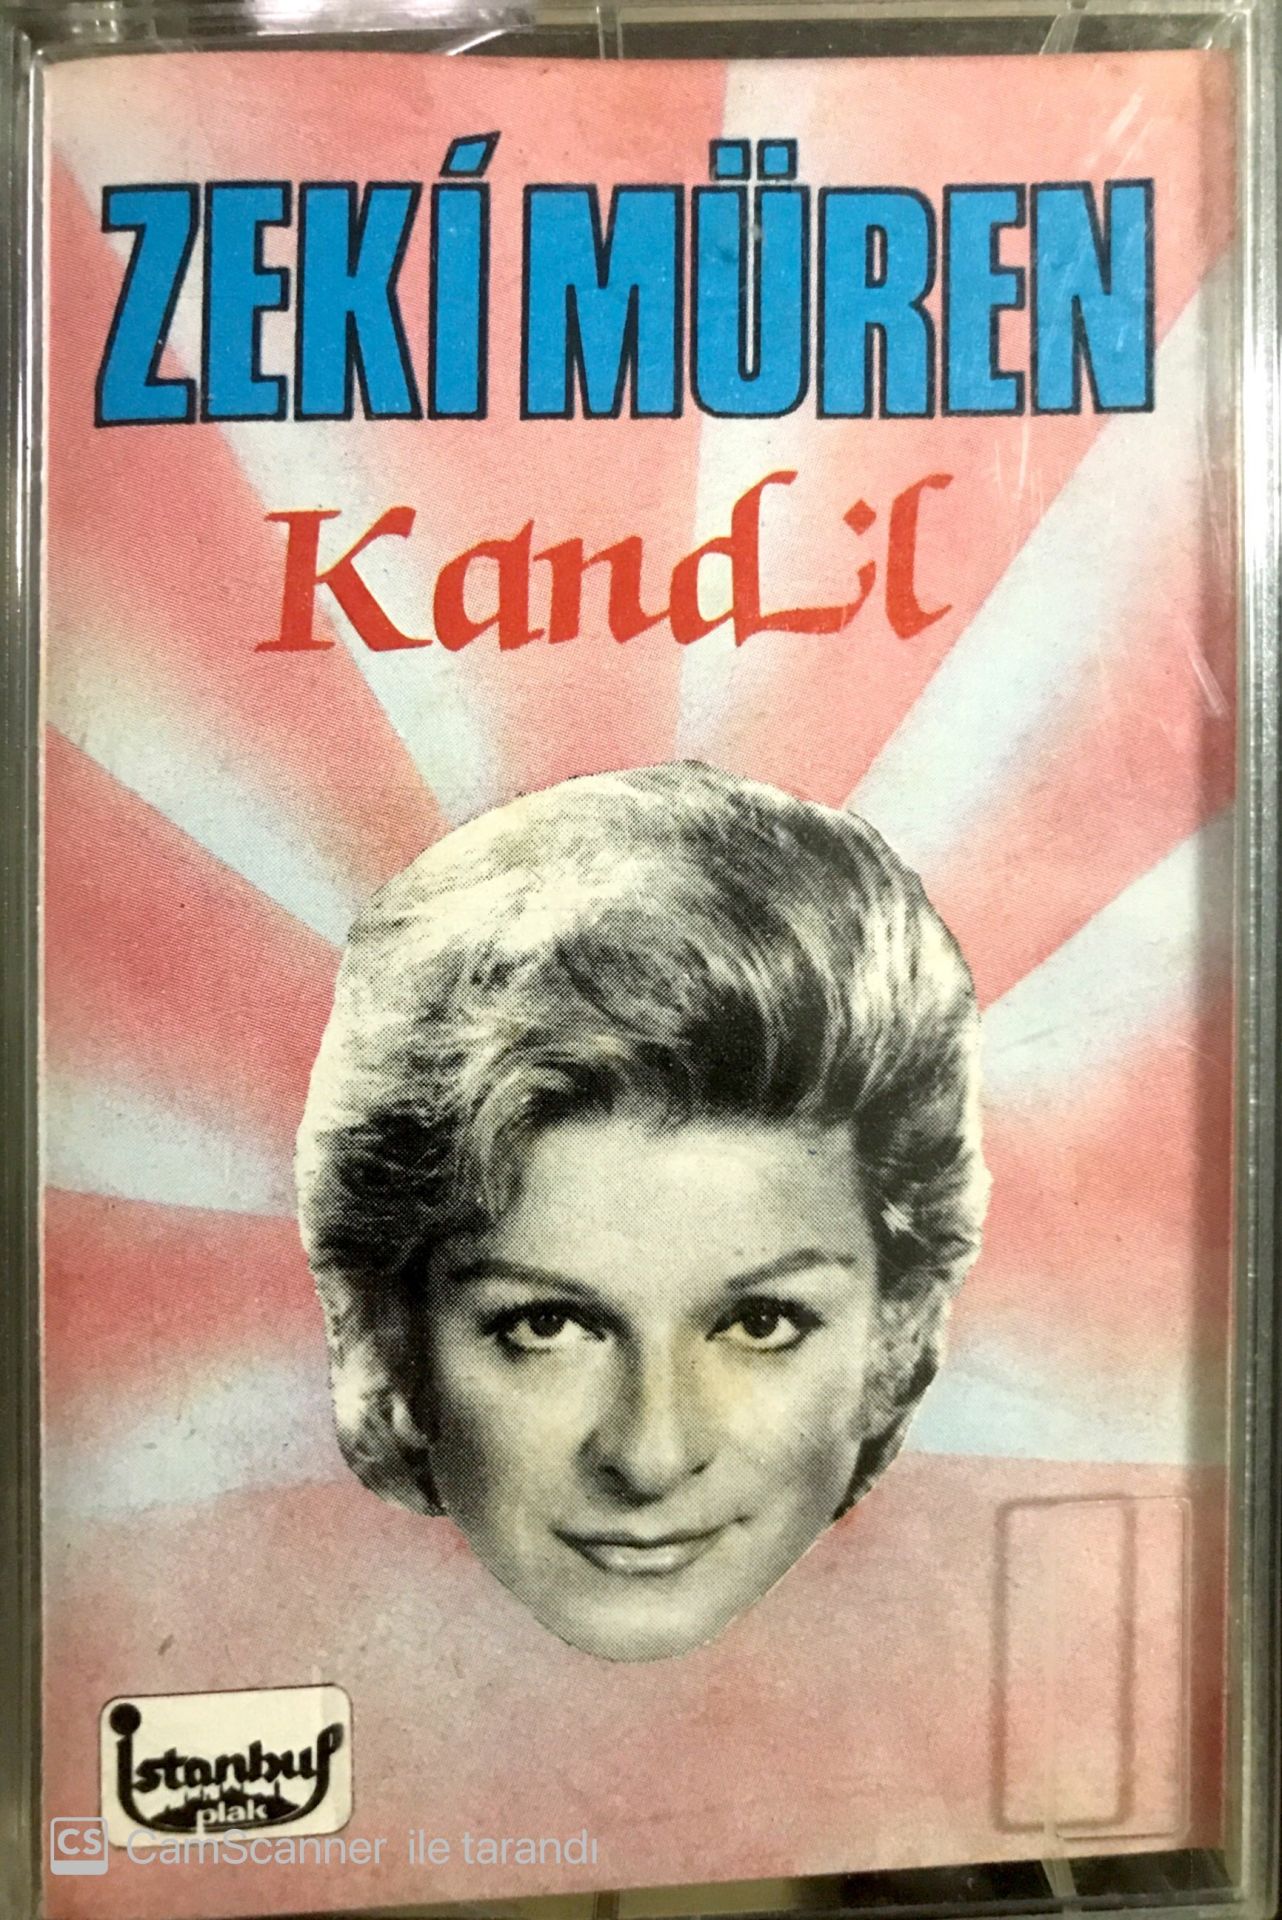 ZEKİ MÜREN
Kandil
istanbul
plak
CS CamScanner ile tarandı